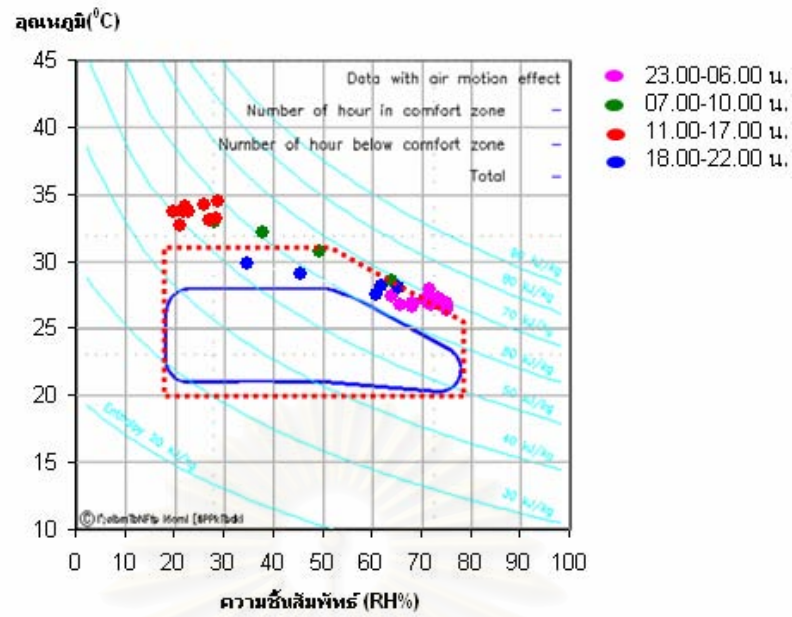 อุณหภูมิ(⁰C)
45
40
35
30
25
20
15
10
0 10 20 30 40 50 60 70 80 90 100
ความชื้นสัมพัทธ์ (RH%)
Data with air motion effect
Number of hour in comfort zone –
Number of hour below comfort zone –
Total –
23.00-06.00 น.
07.00-10.00 น.
11.00-17.00 น.
18.00-22.00 น.
90 kJ/kg
80 kJ/kg
70 kJ/kg
60 kJ/kg
50 kJ/kg
40 kJ/kg
30 kJ/kg
20 kJ/kg